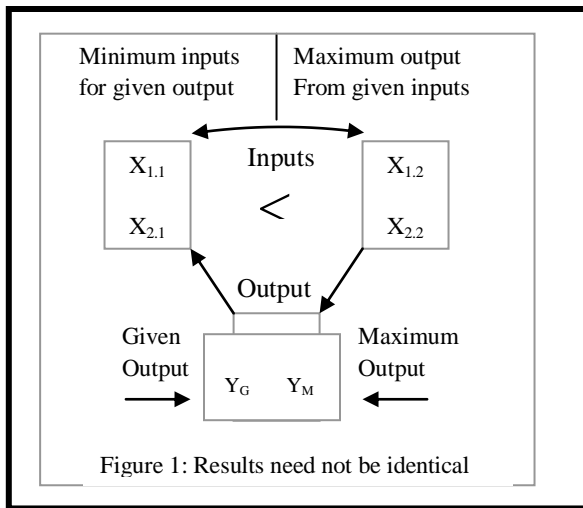 Minimum inputs
for given output
Maximum output
From given inputs
Inputs
X1.1
X2.1
<
X1.2
X2.2
Output
Given
Output
YG YM
Maximum
Output
Figure 1: Results need not be identical